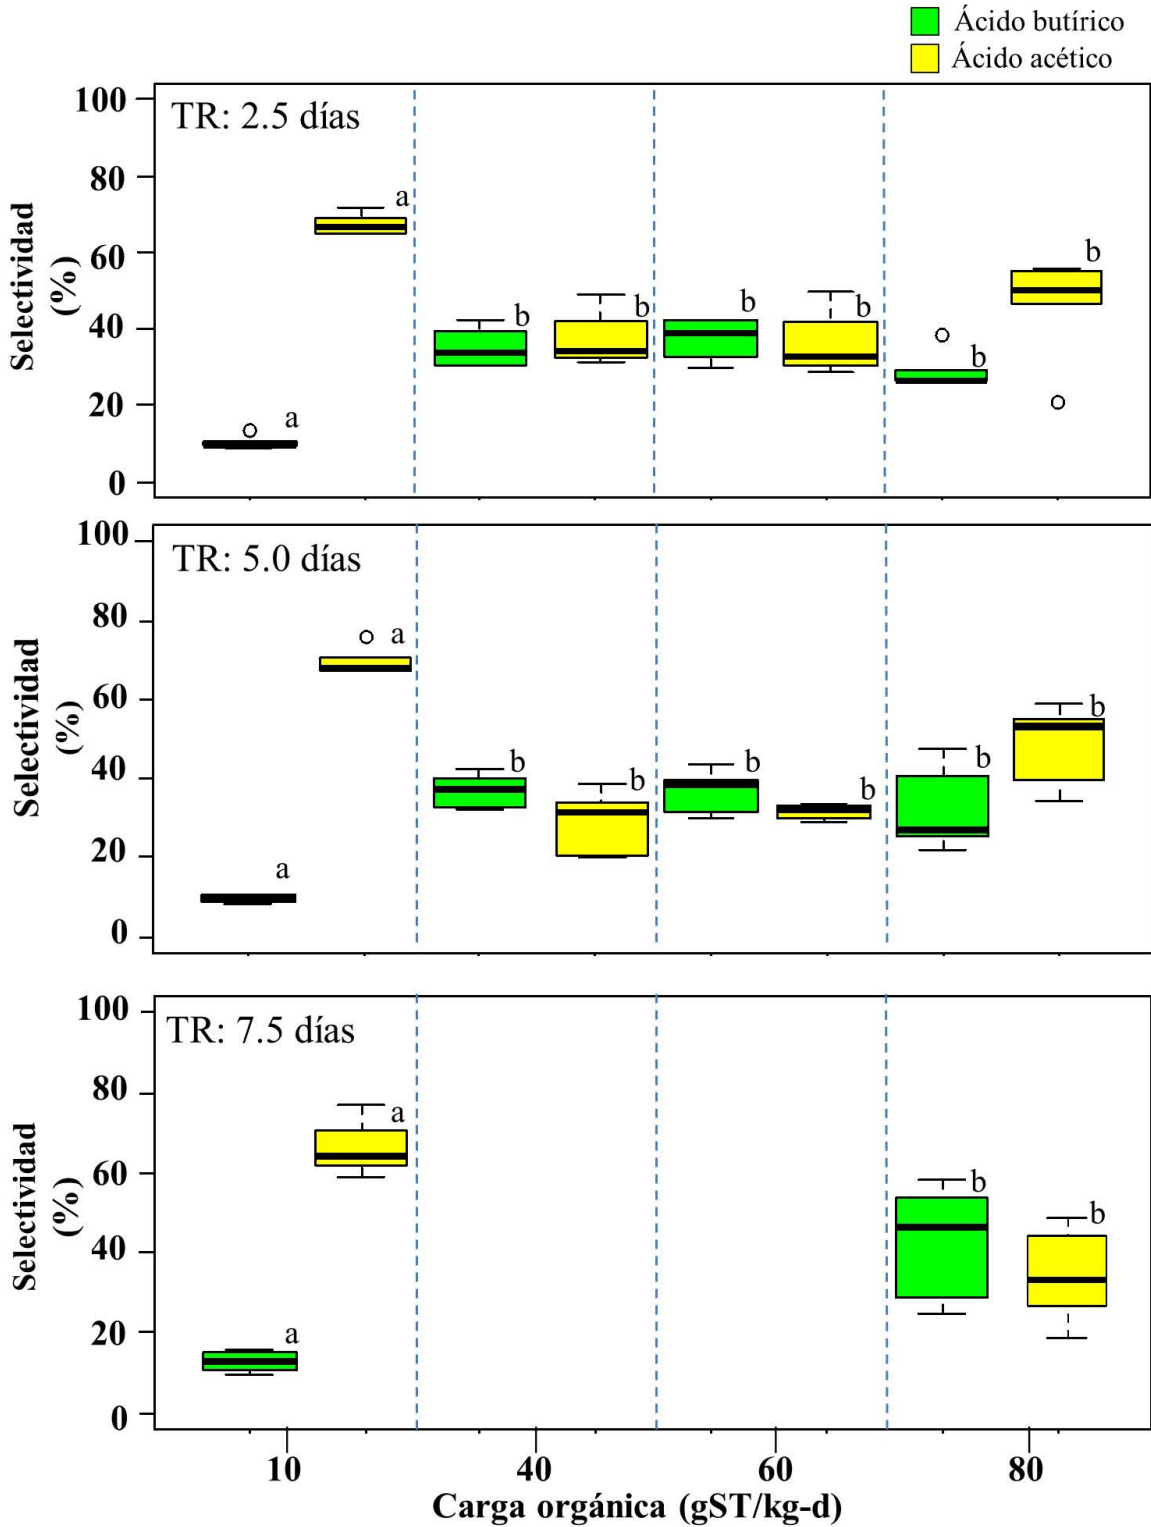 Ácido butírico
Ácido acético
TR: 2.5 días
Selectividad
(%)
100
80
60
40
20
0
a
a
b
b
b
b
b
b
TR: 5.0 días
Selectividad
(%)
100
80
60
40
20
0
a
a
b
b
b
b
b
b
TR: 7.5 días
Selectividad
(%)
100
80
60
40
20
0
a
a
b
b
10 40 60 80
Carga orgánica (gST/kg-d)